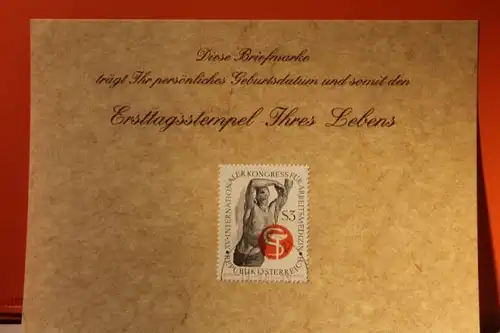 Diese Briefmarke
trägt Ihr persönliches Geburtsdatum und somit den
Ersttagsstempel Ihres Lebens
XV·INTERNATIONALER KONGRESS FÜR ARBEITSMEDIZIN
S3
REPUBLIK ÖSTERREICH